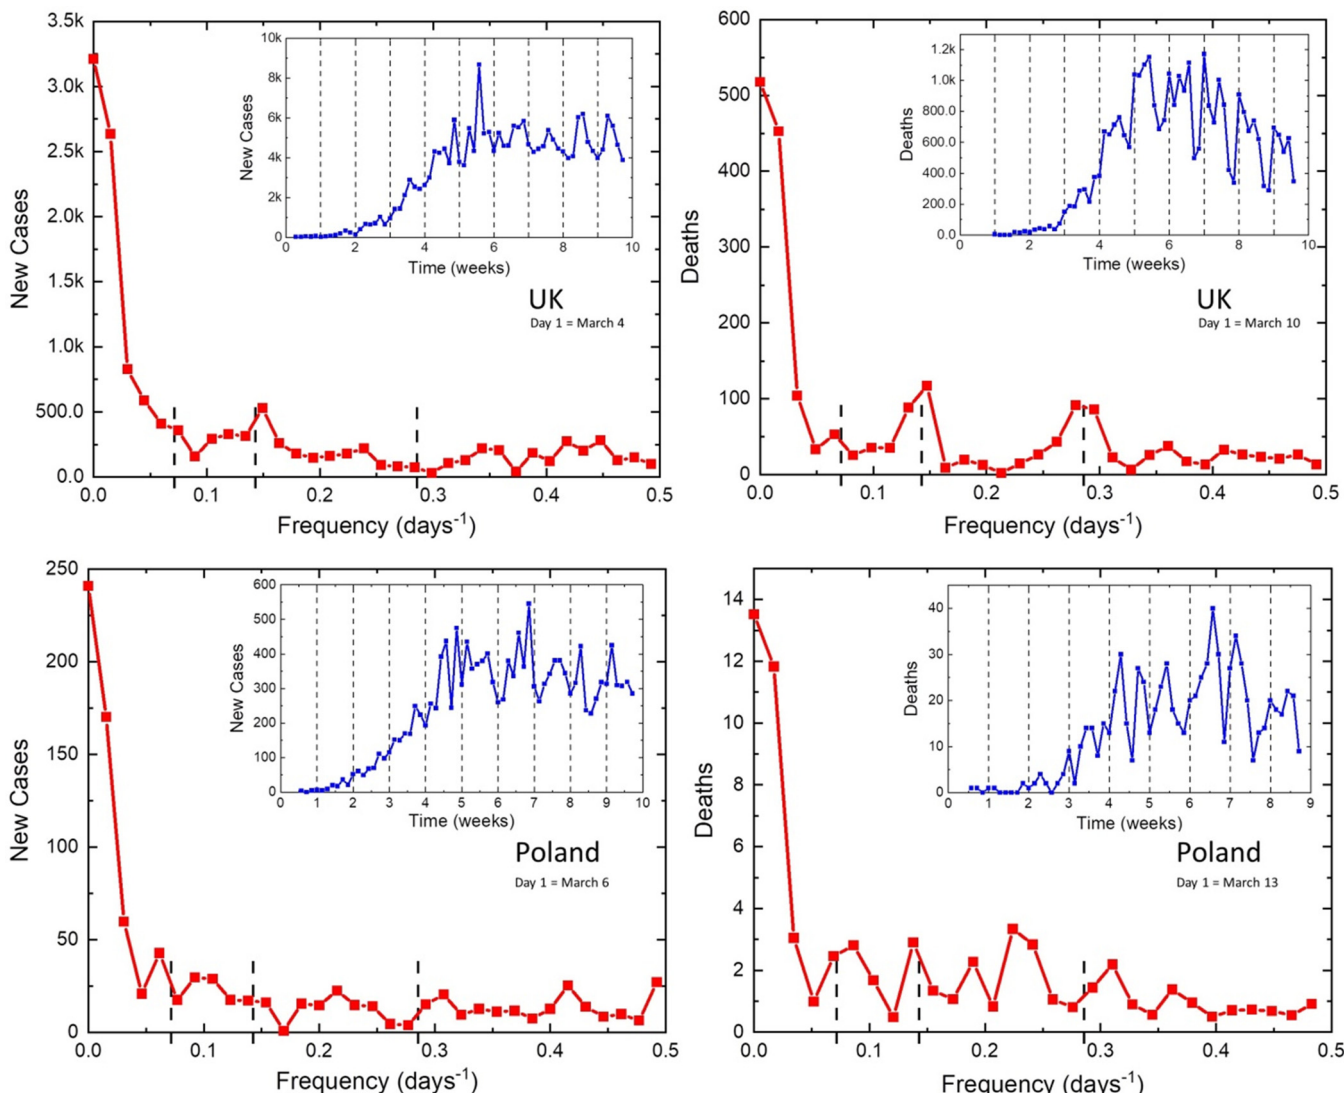 3.5k
3.0k
2.5k
2.0k
1.5k
1.0k
500.0
0.0
0.0 0.1 0.2 0.3 0.4 0.5
New Cases
Frequency (days-1)
10k
8k
6k
4k
2k
0
0 2 4 6 8 10
New Cases
Time (weeks)
UK
Day 1 = March 4
600
500
400
300
200
100
0
0.0 0.1 0.2 0.3 0.4 0.5
Deaths
Frequency (days-1)
1.2k
1.0k
800.0
600.0
400.0
200.0
0.0
0 2 4 6 8 10
Deaths
Time (weeks)
UK
Day 1 = March 10
250
200
150
100
50
0
0.0 0.1 0.2 0.3 0.4 0.5
New Cases
Frequency (days-1)
600
500
400
300
200
100
0
0 1 2 3 4 5 6 7 8 9 10
New Cases
Time (weeks)
Poland
Day 1 = March 6
14
12
10
8
6
4
2
0
0.0 0.1 0.2 0.3 0.4 0.5
Deaths
Frequency (days-1)
40
30
20
10
0
0 1 2 3 4 5 6 7 8 9
Deaths
Time (weeks)
Poland
Day 1 = March 13